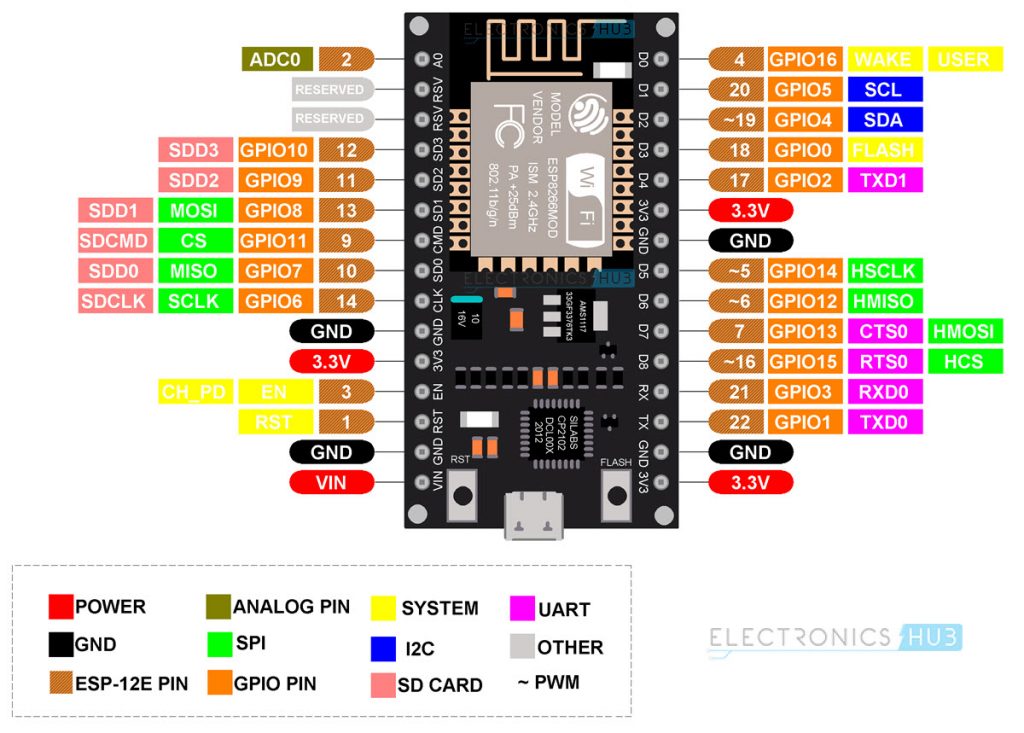 ELECTRONICS HU3
ADC0 2 A0 D0 4 GPIO16 WAKE USER
RESERVED RSV D1 20 GPIO5 SCL
RESERVED RSV D2 ~19 GPIO4 SDA
SDD3 GPIO10 12 SD3 D3 18 GPIO0 FLASH
SDD2 GPIO9 11 SD2 D4 17 GPIO2 TXD1
SDD1 MOSI GPIO8 13 SD1 3V3 3.3V
SDCMD CS GPIO11 9 CMD GND GND
SDD0 MISO GPIO7 10 SD0 D5 ~5 GPIO14 HSCLK
SDCLK SCLK GPIO6 14 CLK D6 ~6 GPIO12 HMISO
GND GND D7 7 GPIO13 CTS0 HMOSI
3.3V 3V3 D8 ~16 GPIO15 RTS0 HCS
CH_PD EN 3 EN RX 21 GPIO3 RXD0
RST 1 RST TX 22 GPIO1 TXD0
GND GND GND GND
VIN VIN 3V3 3.3V
MODEL
VENDOR
ESP8266MOD
ISM 2.4GHz
PA +25dBm
802.11b/g/n
FC
Wi
Fi
ELECTRONICS HU3
10
16V
AMS1117
33GF3376TK3
SILABS
CP2102
DCL00X
2012
RST
FLASH
POWER ANALOG PIN SYSTEM UART
GND SPI I2C OTHER
ESP-12E PIN GPIO PIN SD CARD ~ PWM
ELECTRONICS HU3